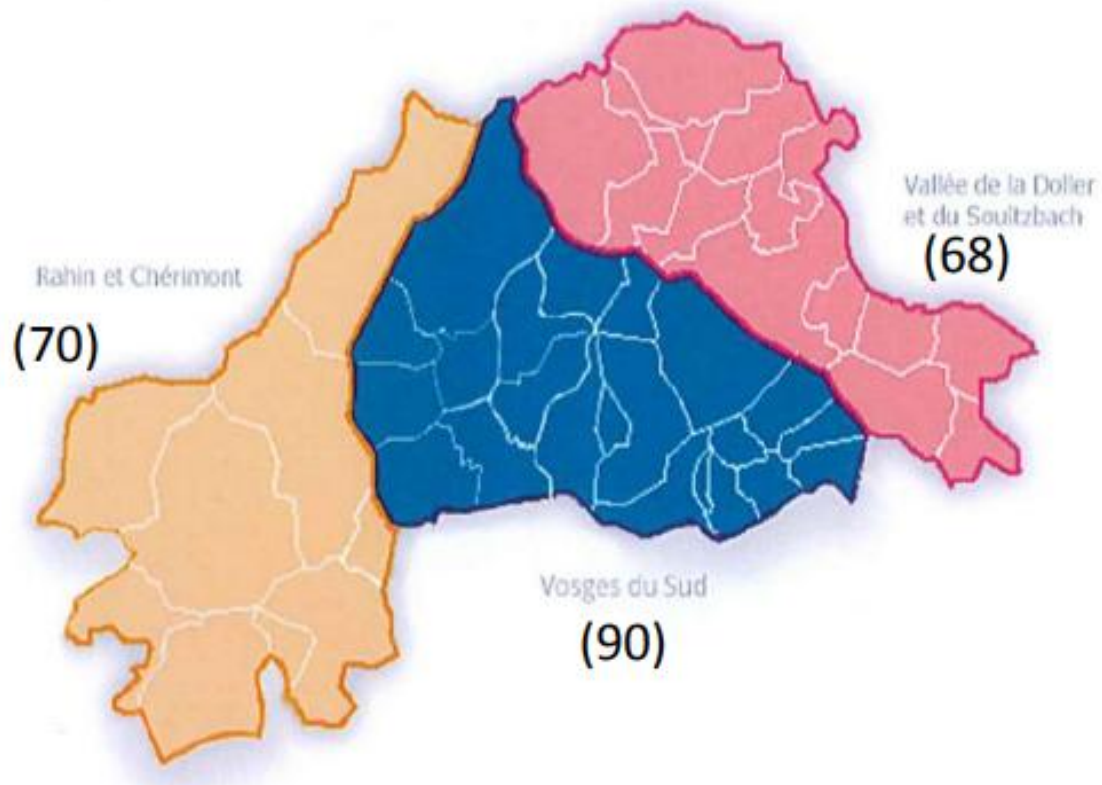 Vallée de la Doller
et du Soultzbach
(68)
Rahin et Chérimont
(70)
Vosges du Sud
(90)